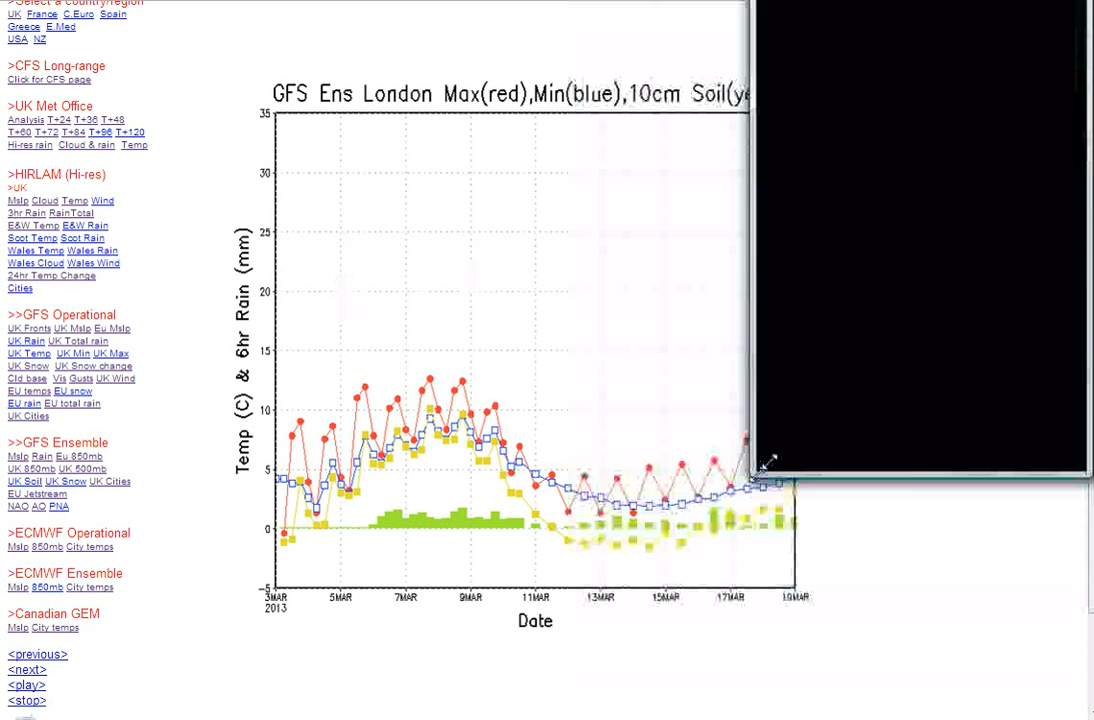 >Select a country/region
UK France C.Euro Spain
Greece E.Med
USA NZ
>CFS Long-range
Click for CFS page
>UK Met Office
Analysis T+24 T+36 T+48
T+60 T+72 T+84 T+96 T+120
Hi-res rain Cloud & rain Temp
>HIRLAM (Hi-res)
>UK
Mslp Cloud Temp Wind
3hr Rain RainTotal
E&W Temp E&W Rain
Scot Temp Scot Rain
Wales Temp Wales Rain
Wales Cloud Wales Wind
24hr Temp Change
Cities
>>GFS Operational
UK Fronts UK Mslp Eu Mslp
UK Rain UK Total rain
UK Temp UK Min UK Max
UK Snow UK Snow change
Cld base Vis Gusts UK Wind
EU temps EU snow
EU rain EU total rain
UK Cities
>>GFS Ensemble
Mslp Rain Eu 850mb
UK 850mb UK 500mb
UK Soil UK Snow UK Cities
EU Jetstream
NAO AO PNA
>ECMWF Operational
Mslp 850mb City temps
>ECMWF Ensemble
Mslp 850mb City temps
>Canadian GEM
Mslp City temps
<previous>
<next>
<play>
<stop>
GFS Ens London Max(red),Min(blue),10cm Soil(ye
Temp (C) & 6hr Rain (mm)
35
30
25
20
15
10
5
0
-5
3MAR 5MAR 7MAR 9MAR 11MAR 13MAR 15MAR 17MAR 19MAR
2013
Date